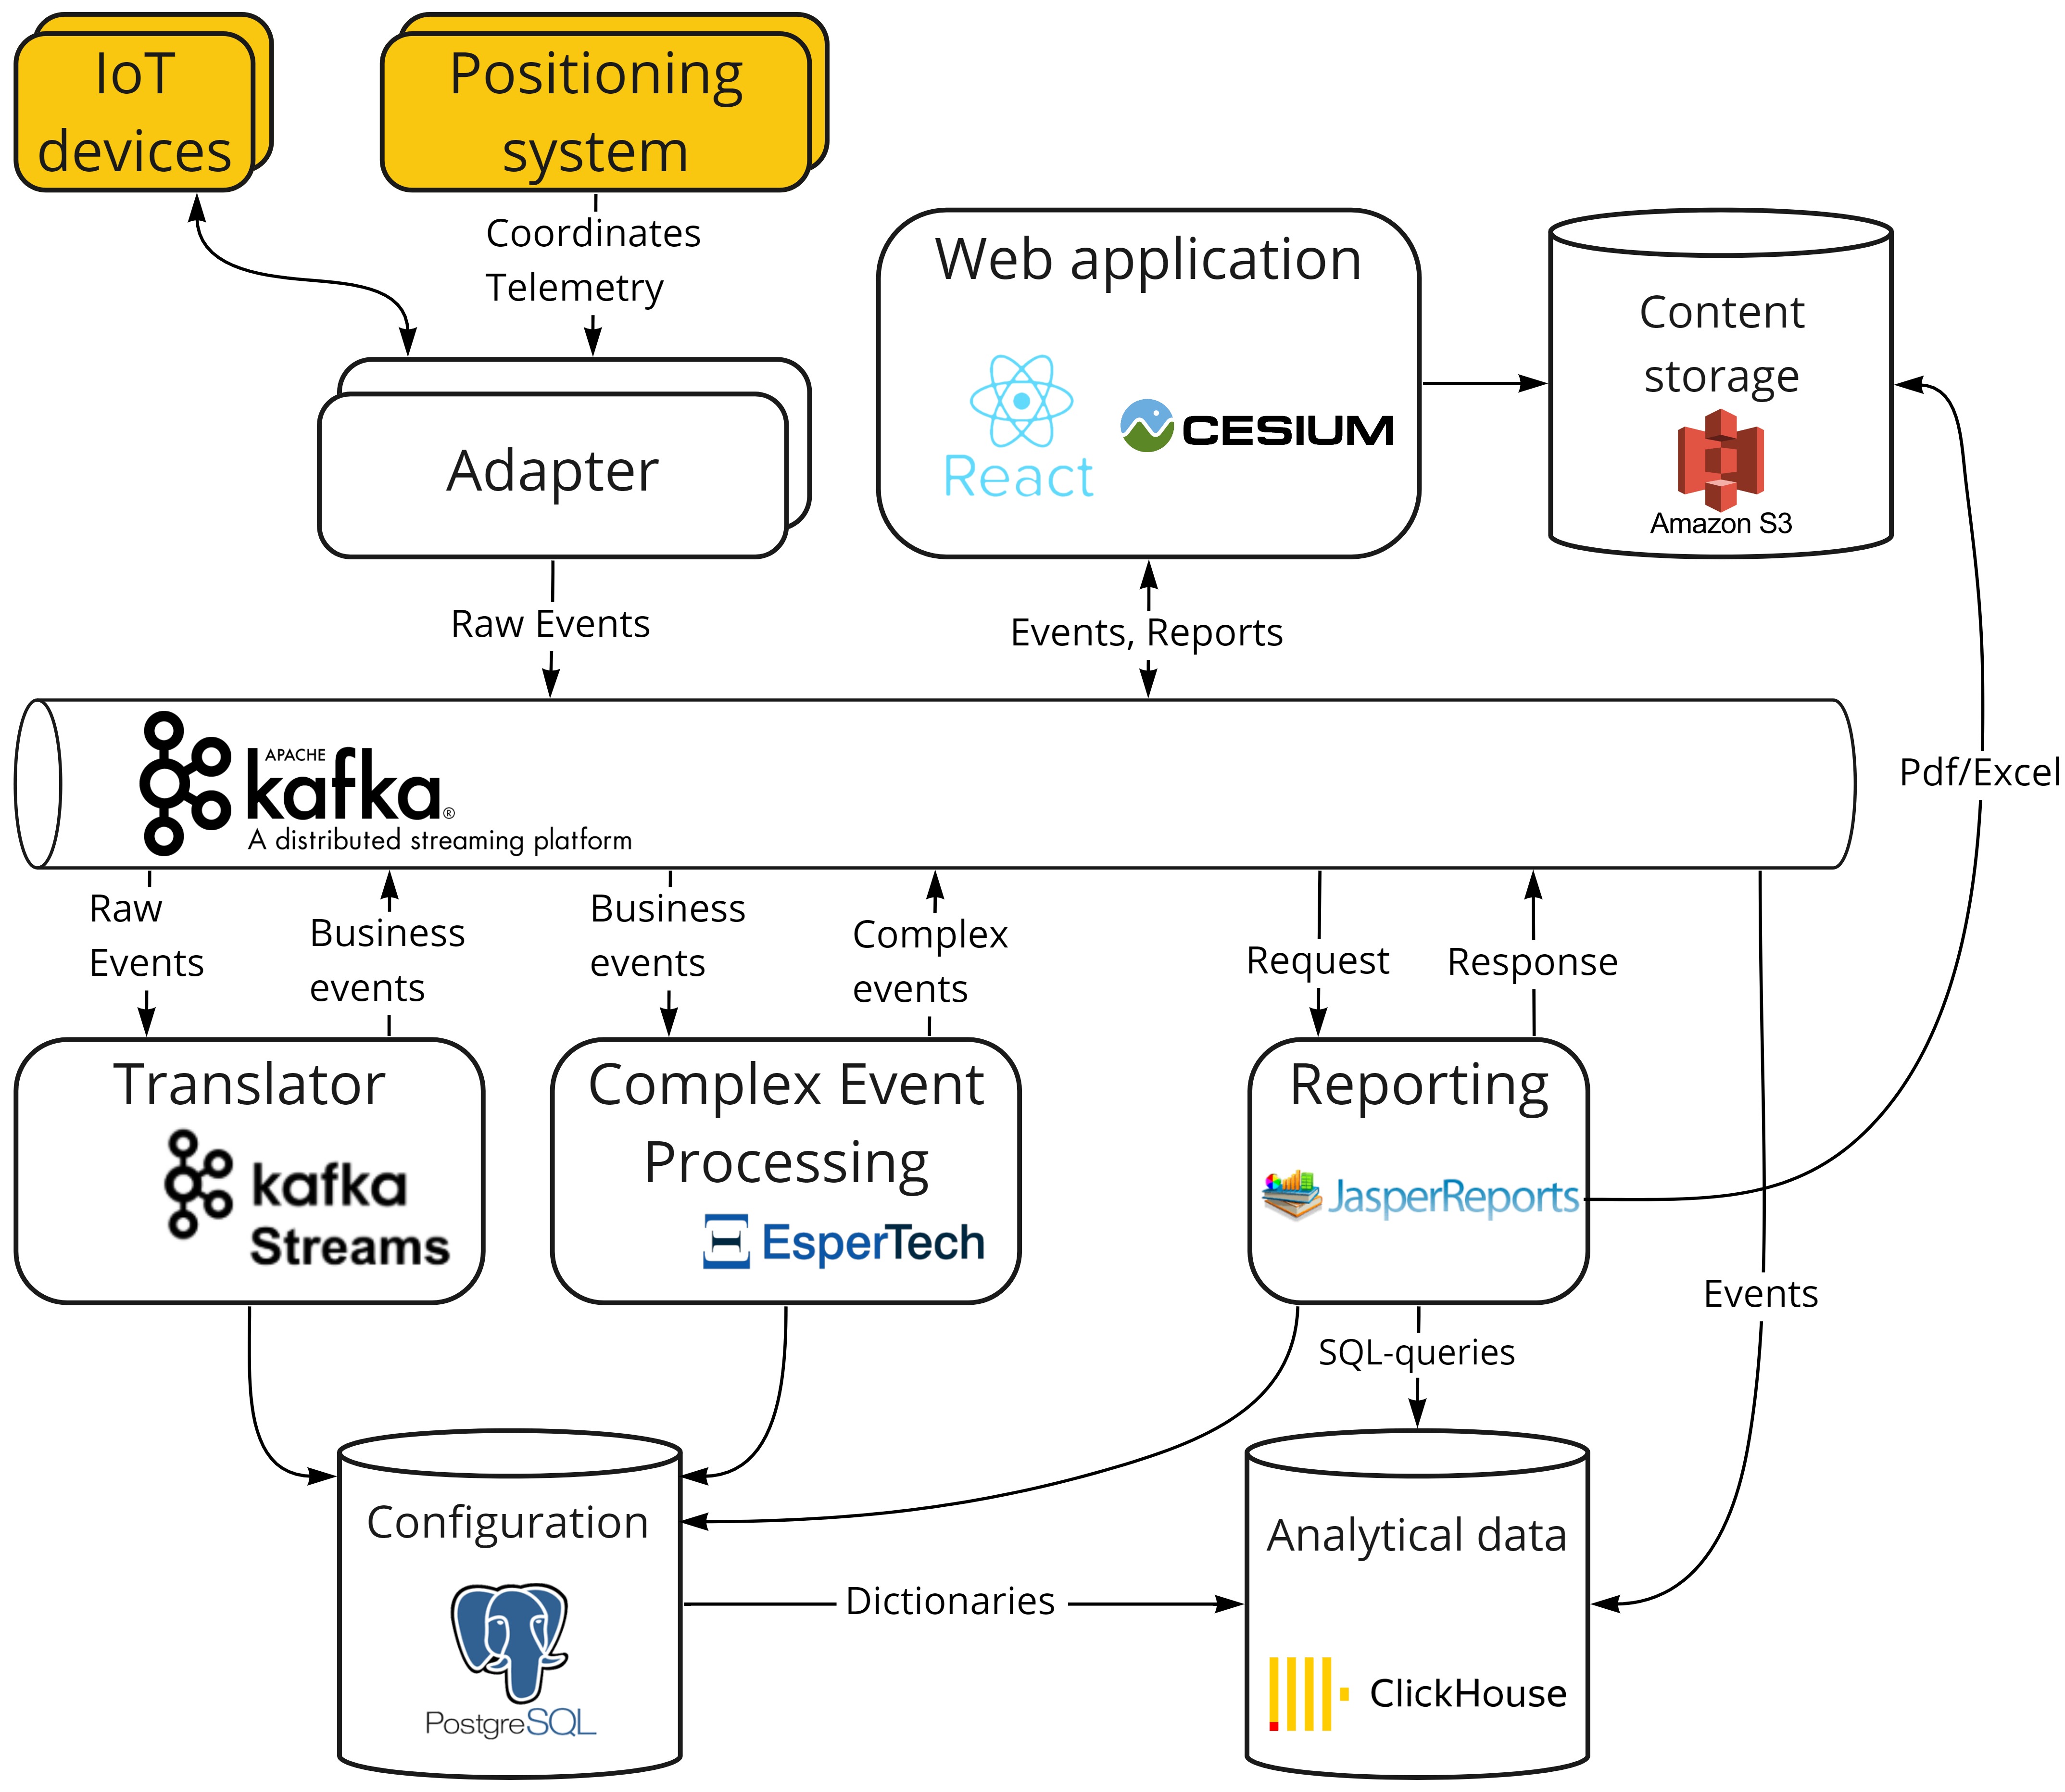 IoT
devices
Positioning
system
Coordinates
Telemetry
Adapter
Web application
React
CESIUM
Content
storage
Amazon S3
Raw Events
Events, Reports
APACHE
kafka®
A distributed streaming platform
Pdf/Excel
Raw
Events
Business
events
Business
events
Complex
events
Request
Response
Translator
kafka
Streams
Complex Event
Processing
EsperTech
Reporting
JasperReports
Events
SQL-queries
Configuration
PostgreSQL
Dictionaries
Analytical data
ClickHouse